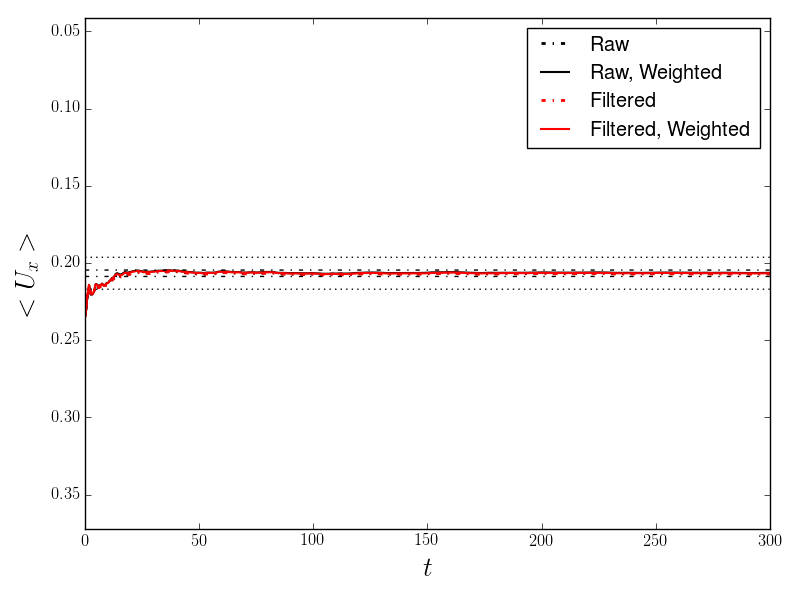 0.05
0.10
0.15
0.20
0.25
0.30
0.35
< U_x >
Raw
Raw, Weighted
Filtered
Filtered, Weighted
0 50 100 150 200 250 300
t